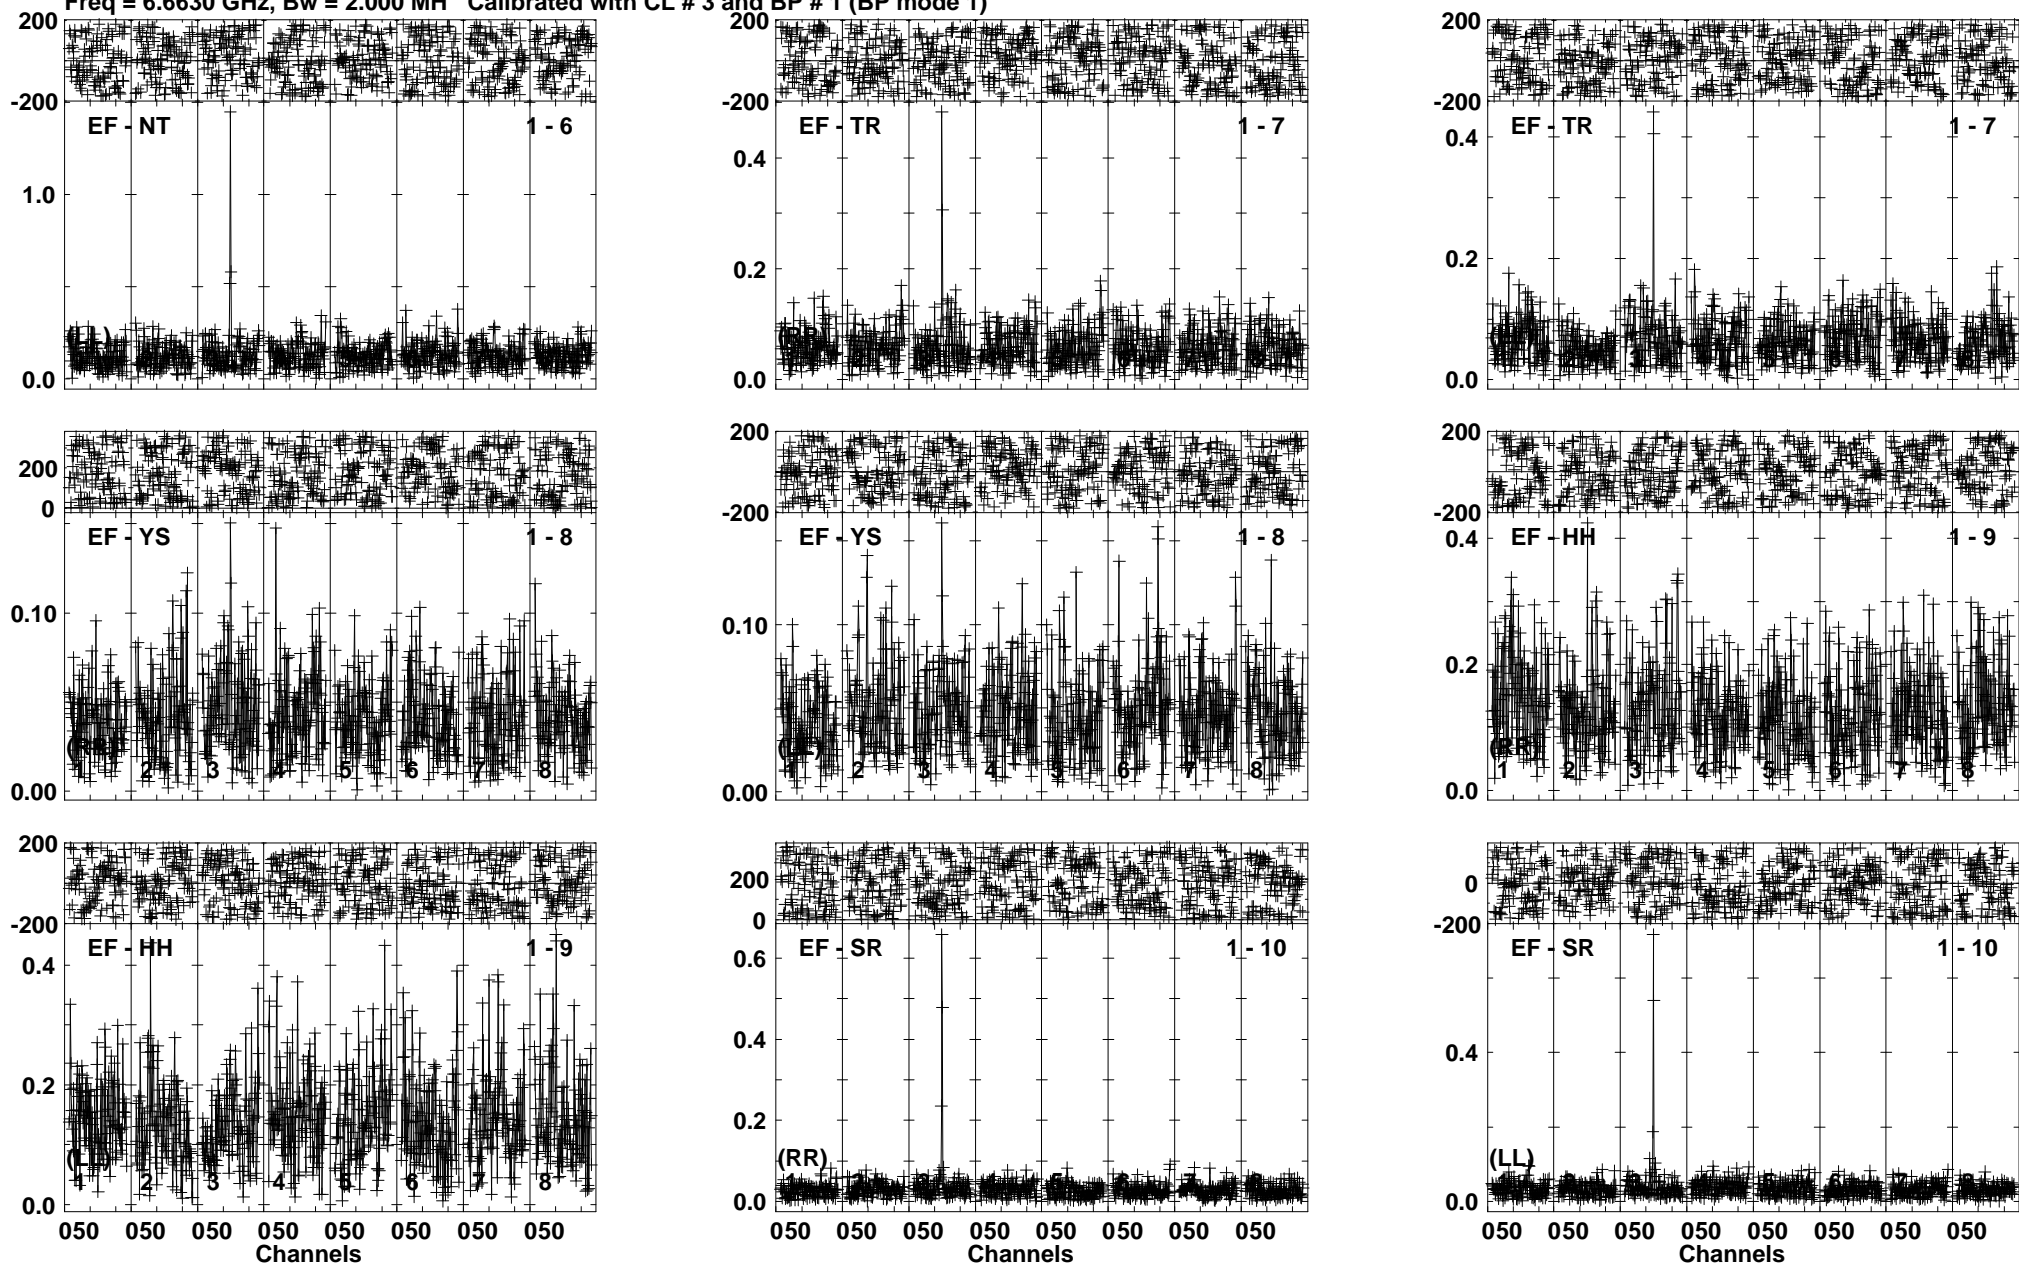 Freq = 6.6630 GHz, Bw = 2.000 MH Calibrated with CL # 3 and BP # 1 (BP mode 1)
200 200 200
-200 -200 -200
EF - NT 1 - 6 EF - TR 1 - 7 EF - TR 1 - 7
0.4 0.4
1.0
0.2 0.2
(LL) (RR)
0.0 0.0 0.0
200 200
200
0 -200 -200
EF - YS 1 - 8 EF - YS 1 - 8 EF - HH 1 - 9
0.4
0.10 0.10
0.2
(RR) (LL) (RR)
1 2 3 4 5 6 7 8 1 2 3 4 5 6 7 8 1 2 3 4 5 6 7 8
0.00 0.00 0.0
200
200 0
-200 0 -200
EF - HH 1 - 9 EF - SR 1 - 10 EF - SR 1 - 10
0.4 0.6
0.4 0.4
0.2 0.2
(LL) (RR) (LL)
1 2 3 4 5 6 7 8
0.0 0.0 0.0
050 050 050 050 050 050 050 050 050 050 050 050 050 050 050 050 050 050 050 050 050 050 050 050
Channels Channels Channels